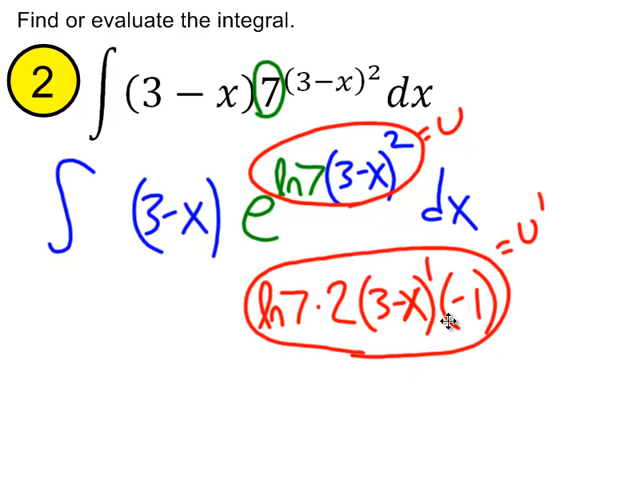 Find or evaluate the integral.
2 ∫ (3 − x)7^{(3−x)^2} dx
= U
∫ (3-x) e^{ln7(3-x)^2} dx
= U'
ln7·2(3-x)^1(-1)